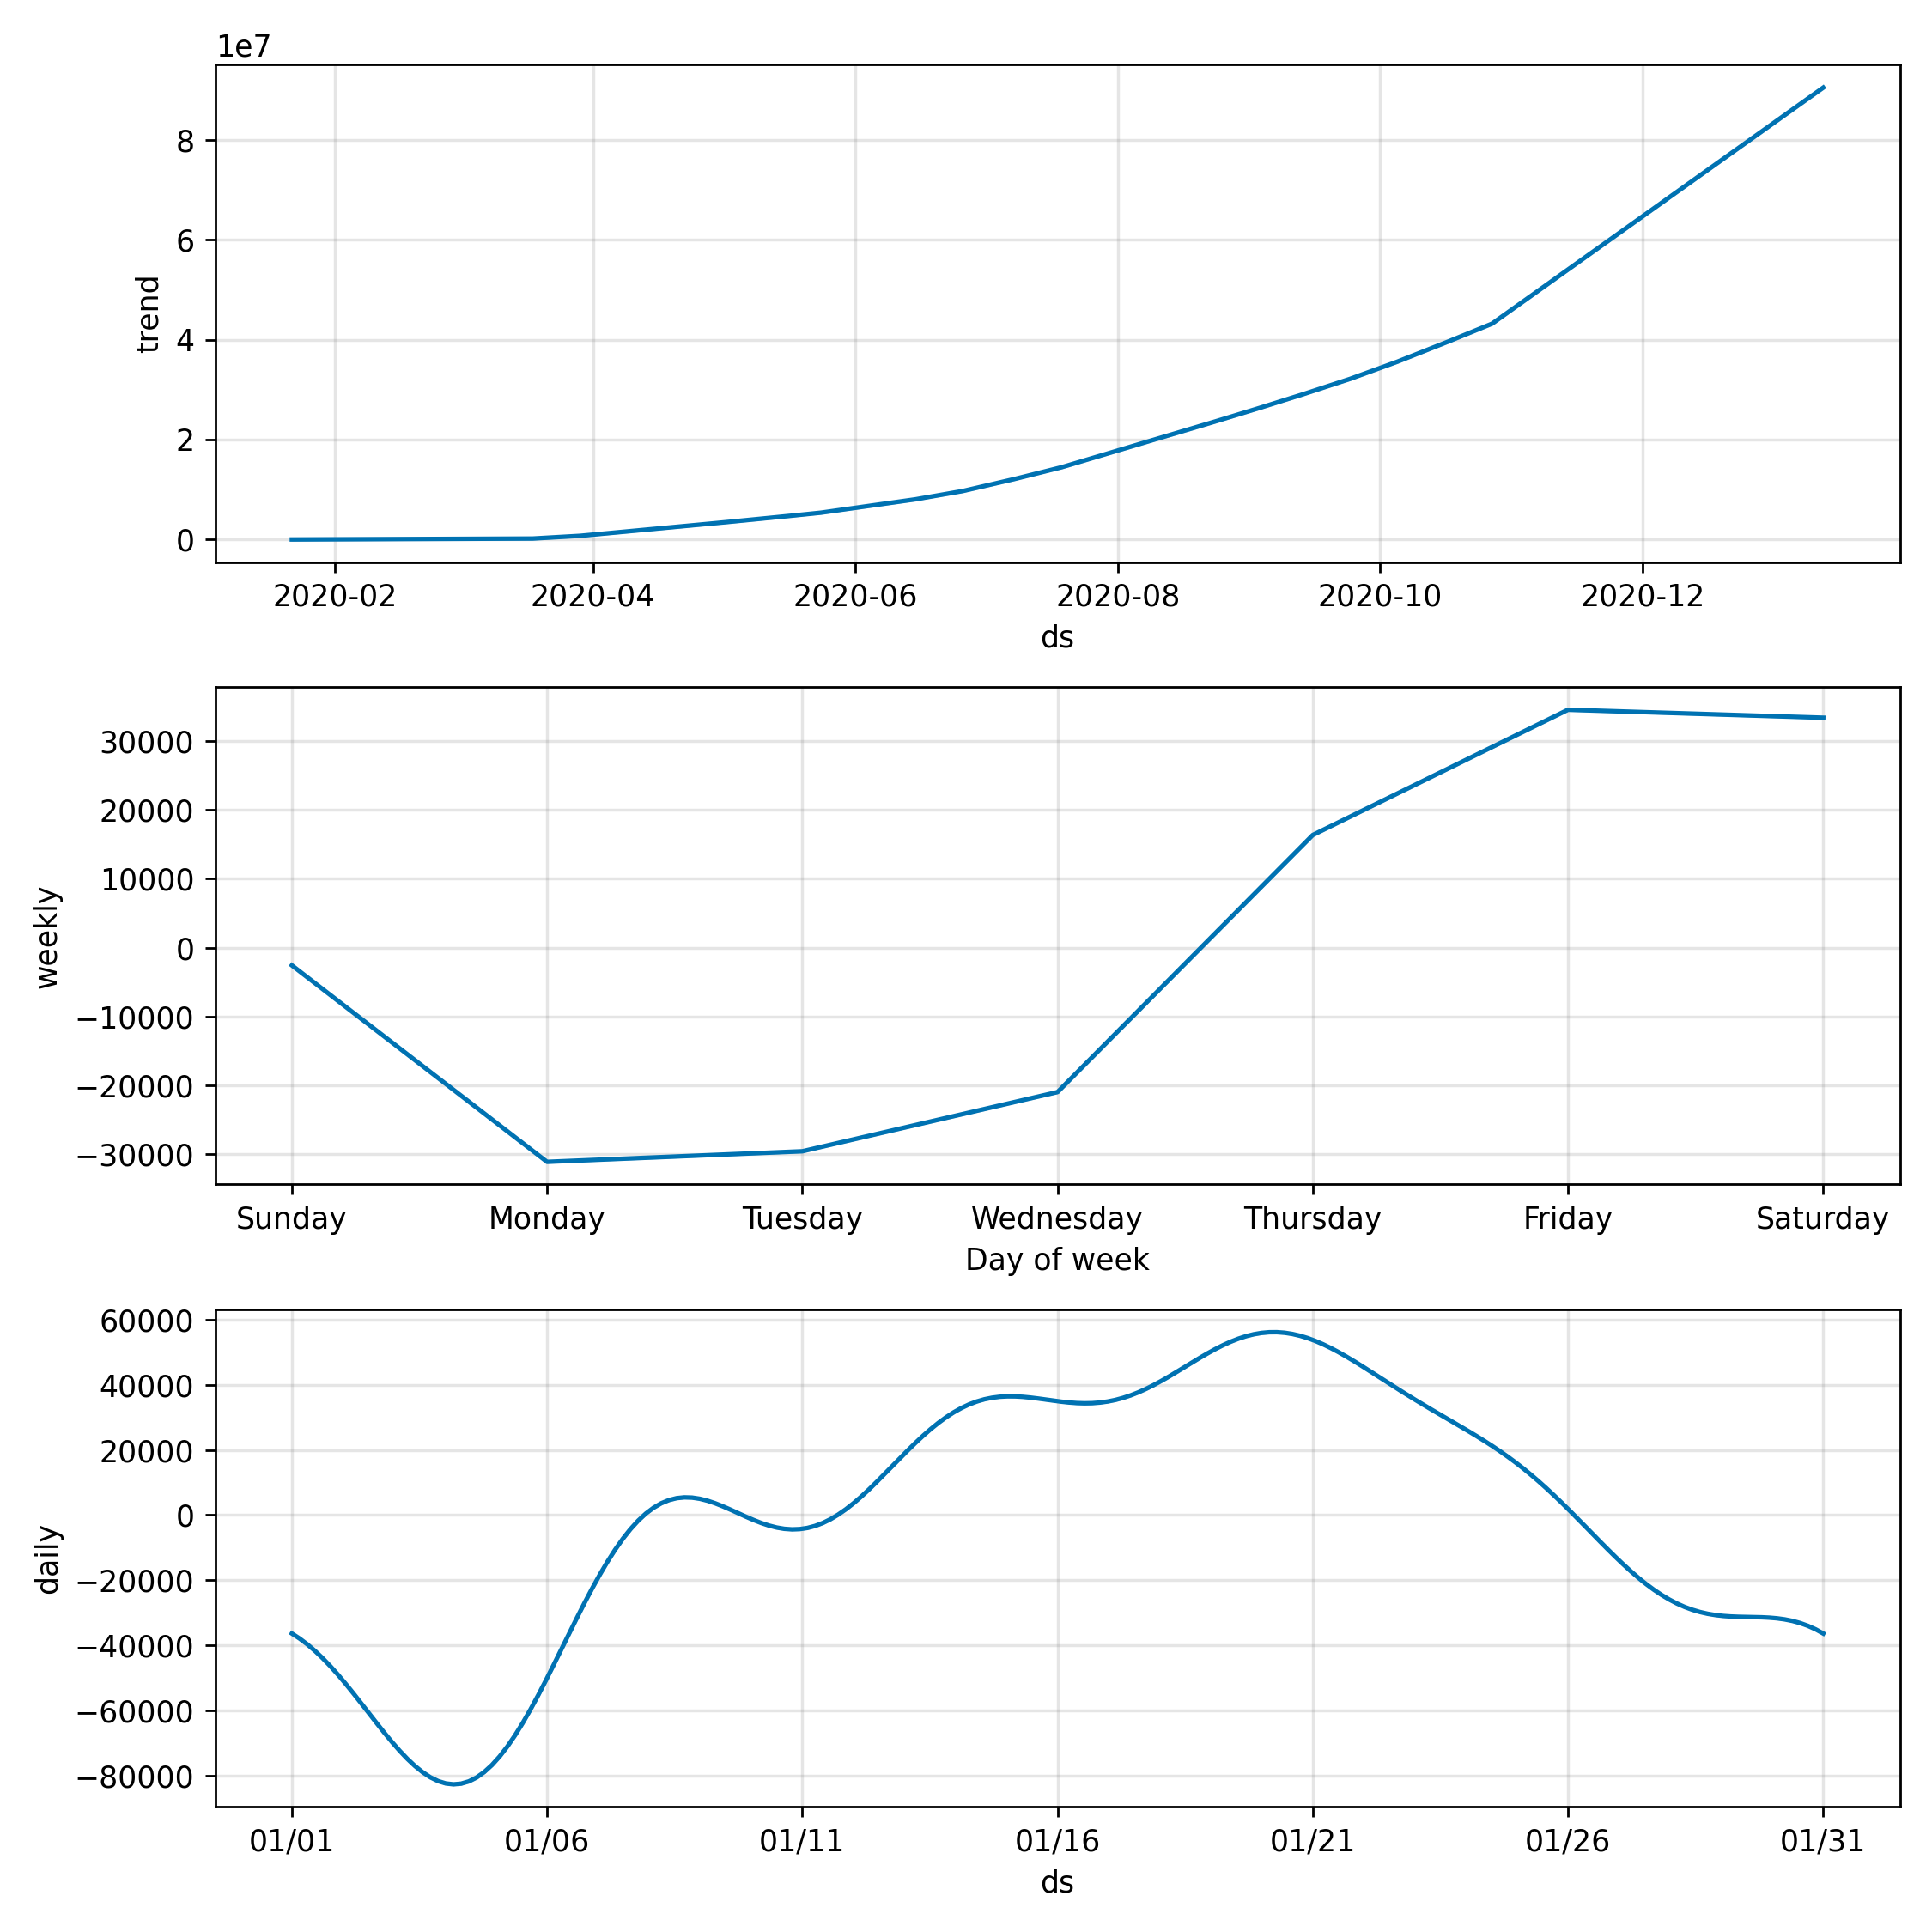 1e7
8
6
4
2
0
trend
2020-02 2020-04 2020-06 2020-08 2020-10 2020-12
ds
30000
20000
10000
0
−10000
−20000
−30000
weekly
Sunday Monday Tuesday Wednesday Thursday Friday Saturday
Day of week
60000
40000
20000
0
−20000
−40000
−60000
−80000
daily
01/01 01/06 01/11 01/16 01/21 01/26 01/31
ds